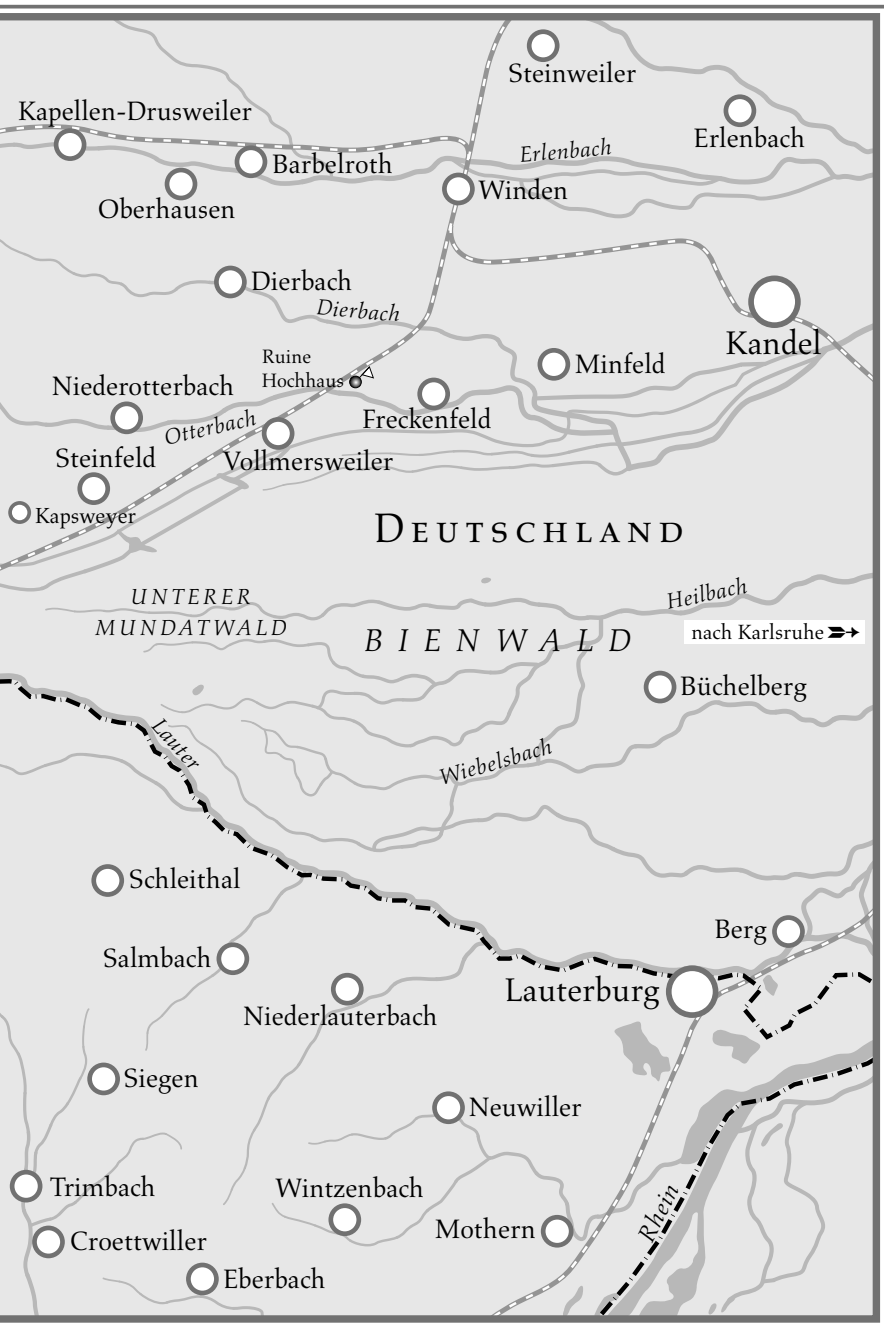 Steinweiler
Kapellen-Drusweiler
Erlenbach
Erlenbach
Barbelroth
Winden
Oberhausen
Dierbach
Dierbach
Kandel
Ruine
Hochhaus
Minfeld
Niederotterbach
Freckenfeld
Otterbach
Steinfeld
Vollmersweiler
Kapsweyer
DEUTSCHLAND
UNTERER
MUNDATWALD
Heilbach
BIENWALD
nach Karlsruhe
Büchelberg
Lauter
Wiebelsbach
Schleithal
Berg
Salmbach
Lauterburg
Niederlauterbach
Siegen
Neuwiller
Trimbach
Wintzenbach
Rhein
Mothern
Croettwiller
Eberbach